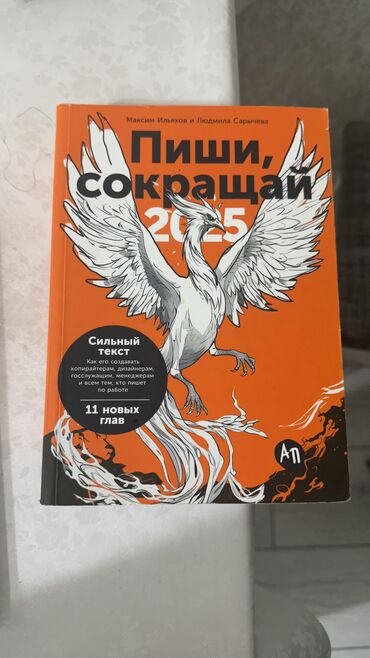 Максим Ильяхов и Людмила Сарычева
Пиши,
сокращай
2025
Сильный
текст
Как его создавать
копирайтерам, дизайнерам,
госслужащим, менеджерам
и всем тем, кто пишет
по работе
11 новых
глав
АП